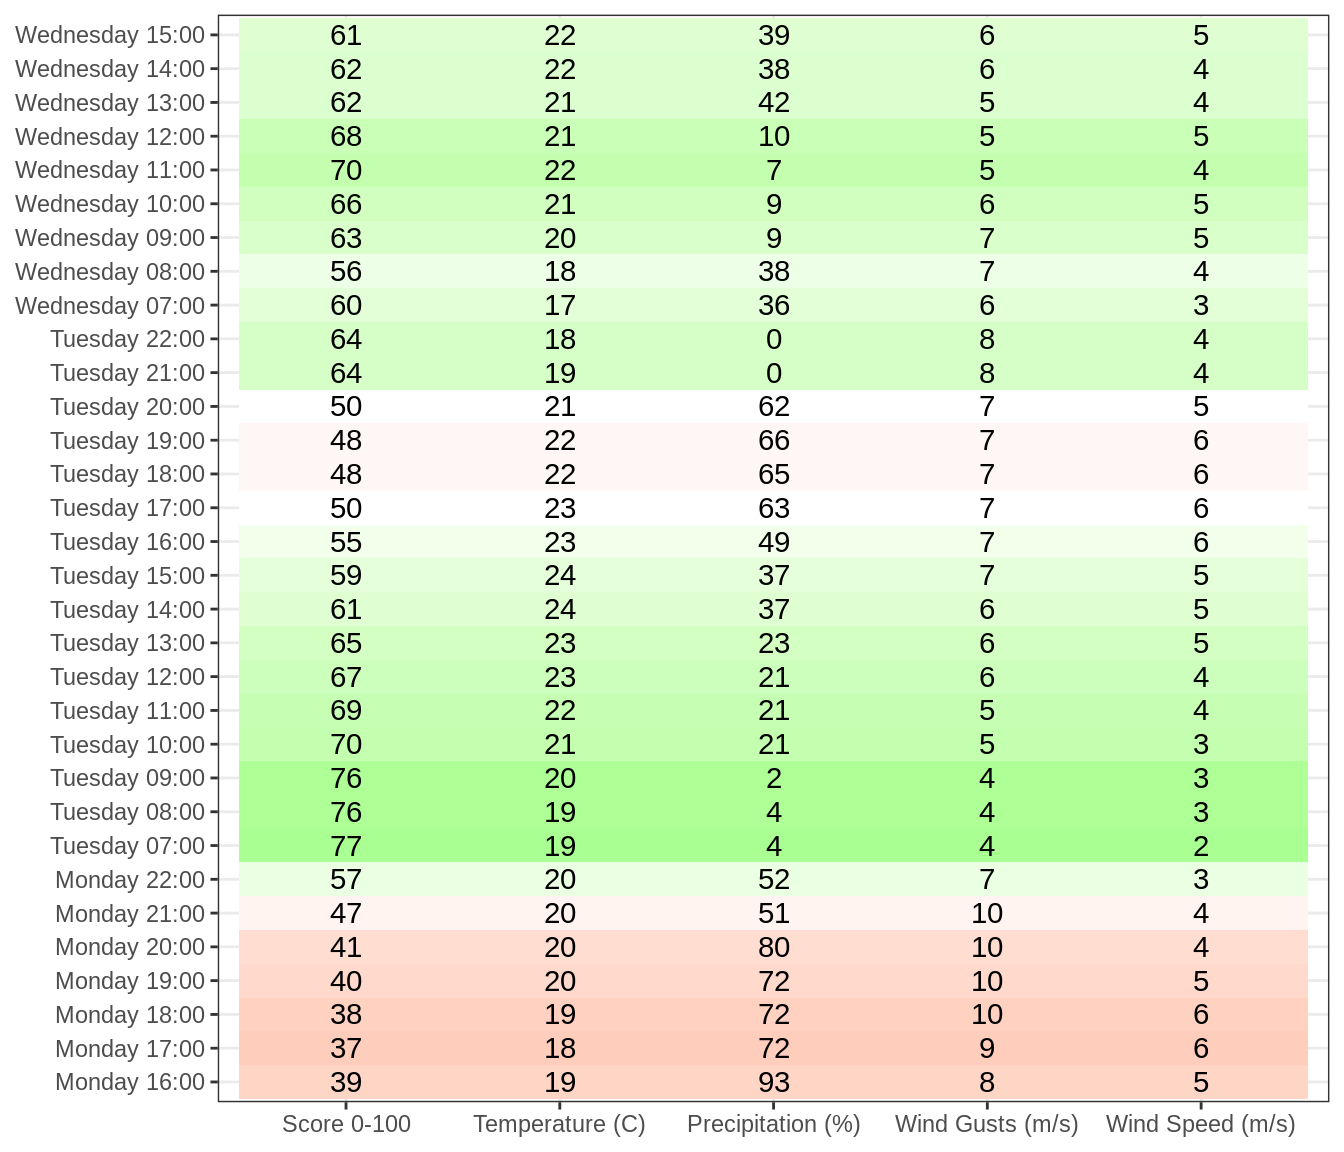 Wednesday 15:00 61 22 39 6 5
Wednesday 14:00 62 22 38 6 4
Wednesday 13:00 62 21 42 5 4
Wednesday 12:00 68 21 10 5 5
Wednesday 11:00 70 22 7 5 4
Wednesday 10:00 66 21 9 6 5
Wednesday 09:00 63 20 9 7 5
Wednesday 08:00 56 18 38 7 4
Wednesday 07:00 60 17 36 6 3
Tuesday 22:00 64 18 0 8 4
Tuesday 21:00 64 19 0 8 4
Tuesday 20:00 50 21 62 7 5
Tuesday 19:00 48 22 66 7 6
Tuesday 18:00 48 22 65 7 6
Tuesday 17:00 50 23 63 7 6
Tuesday 16:00 55 23 49 7 6
Tuesday 15:00 59 24 37 7 5
Tuesday 14:00 61 24 37 6 5
Tuesday 13:00 65 23 23 6 5
Tuesday 12:00 67 23 21 6 4
Tuesday 11:00 69 22 21 5 4
Tuesday 10:00 70 21 21 5 3
Tuesday 09:00 76 20 2 4 3
Tuesday 08:00 76 19 4 4 3
Tuesday 07:00 77 19 4 4 2
Monday 22:00 57 20 52 7 3
Monday 21:00 47 20 51 10 4
Monday 20:00 41 20 80 10 4
Monday 19:00 40 20 72 10 5
Monday 18:00 38 19 72 10 6
Monday 17:00 37 18 72 9 6
Monday 16:00 39 19 93 8 5
Score 0-100 Temperature (C) Precipitation (%) Wind Gusts (m/s) Wind Speed (m/s)